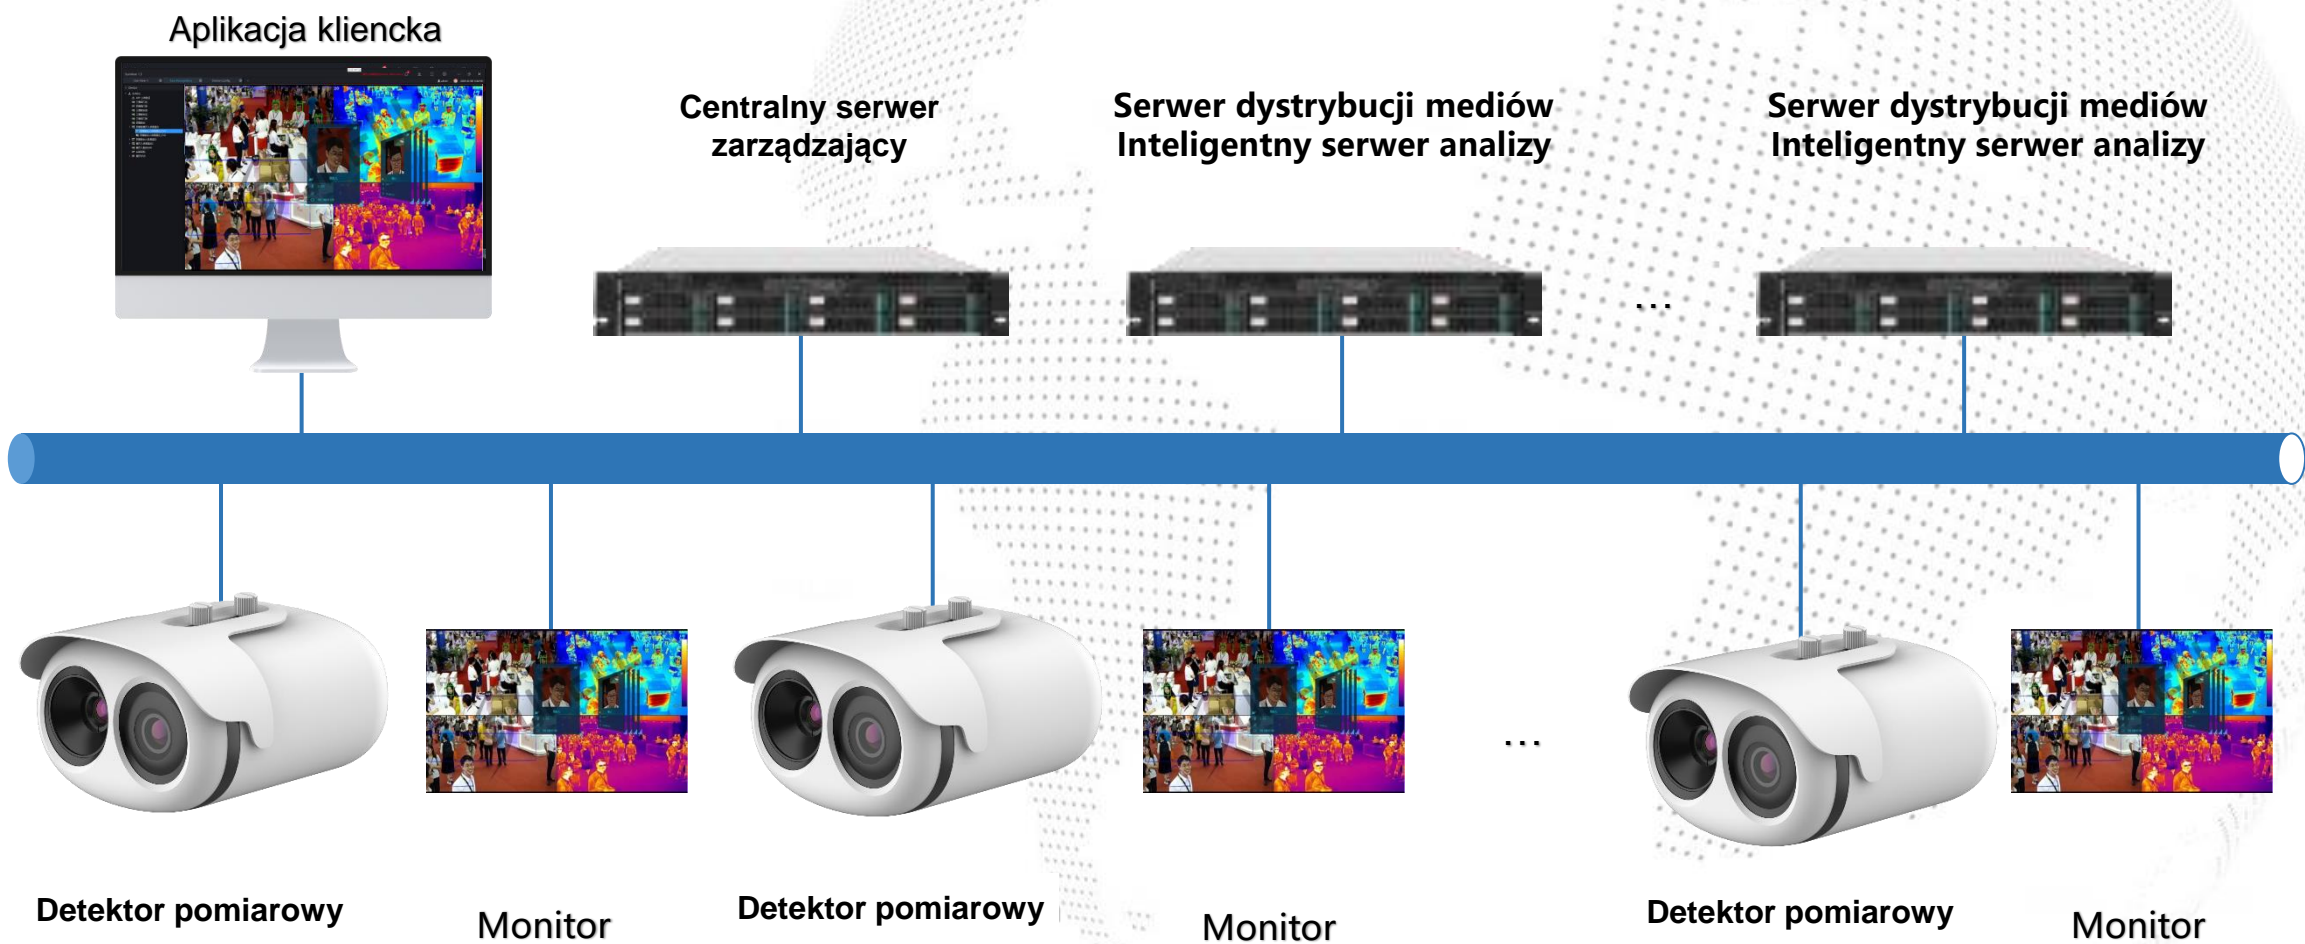 Aplikacja kliencka
Centralny serwer
zarządzający
Serwer dystrybucji mediów
Inteligentny serwer analizy
Serwer dystrybucji mediów
Inteligentny serwer analizy
...
...
Detektor pomiarowy
Monitor
Detektor pomiarowy
Monitor
Detektor pomiarowy
Monitor